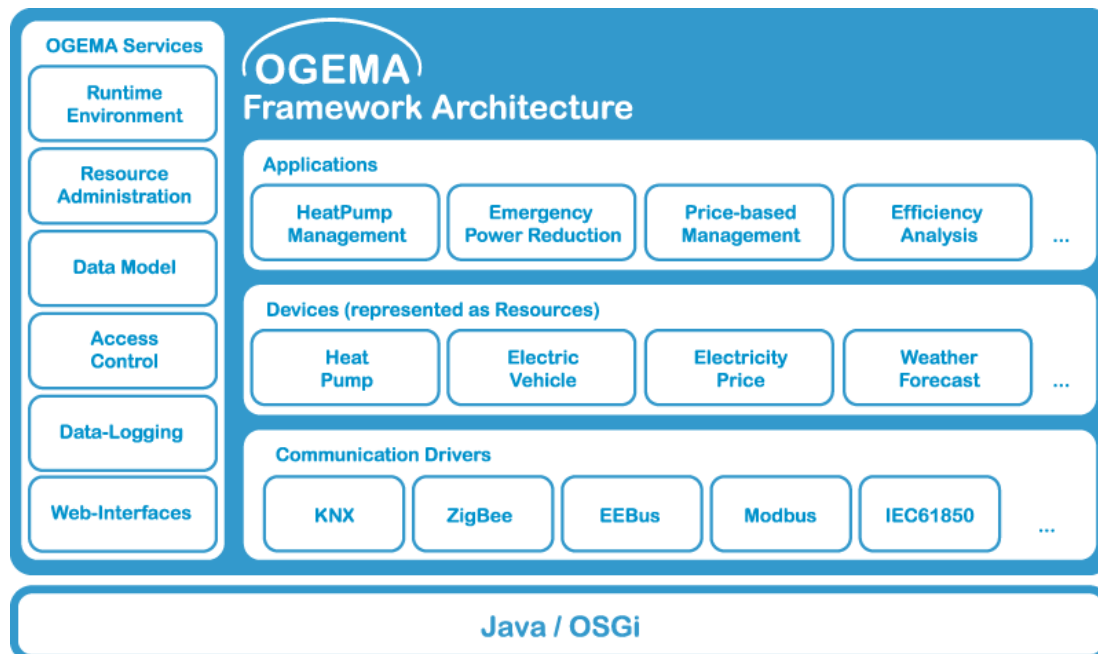 OGEMA Services
Runtime
Environment
Resource
Administration
Data Model
Access
Control
Data-Logging
Web-Interfaces
OGEMA
Framework Architecture
Applications
HeatPump
Management
Emergency
Power Reduction
Price-based
Management
Efficiency
Analysis
...
Devices (represented as Resources)
Heat
Pump
Electric
Vehicle
Electricity
Price
Weather
Forecast
...
Communication Drivers
KNX
ZigBee
EEBus
Modbus
IEC61850
...
Java / OSGi